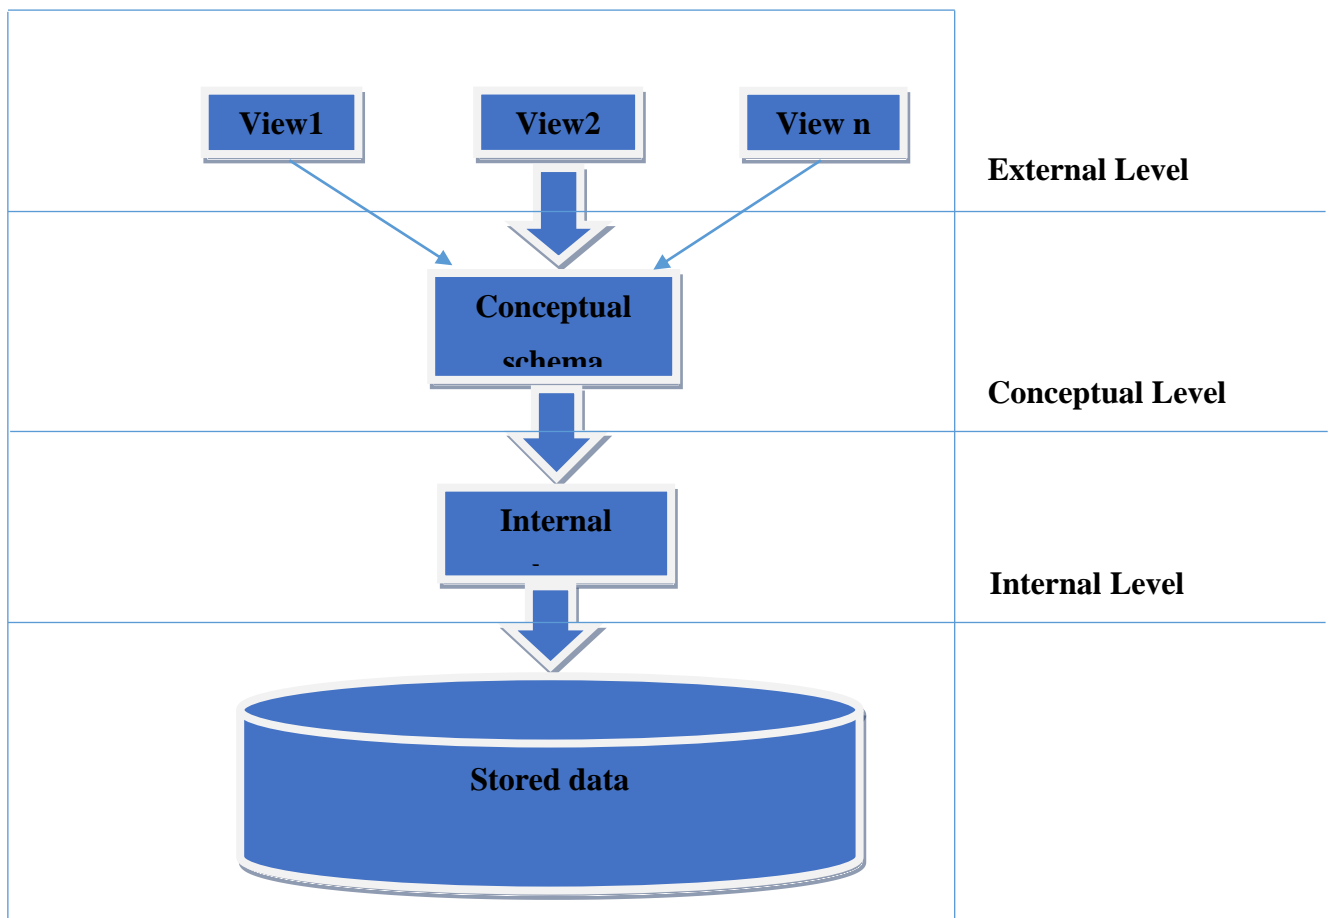 View1
View2
View n
External Level
Conceptual
schema
Conceptual Level
Internal
Internal Level
Stored data